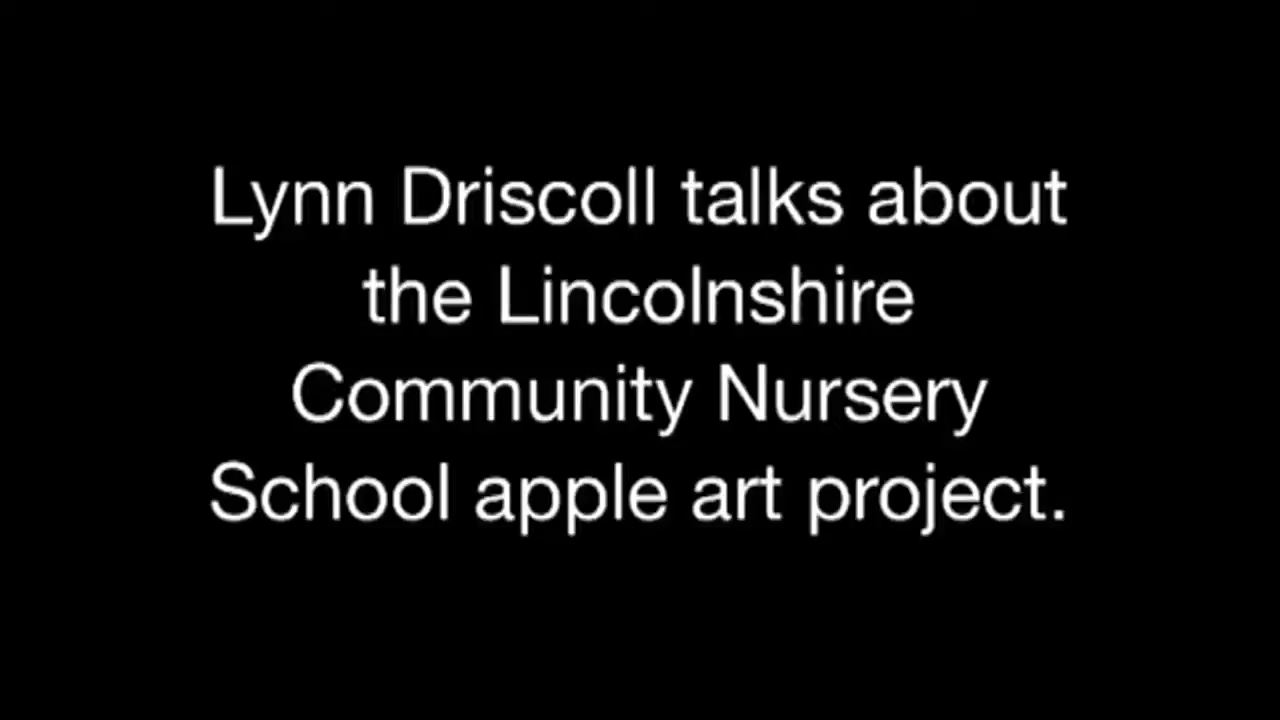 Lynn Driscoll talks about
the Lincolnshire
Community Nursery
School apple art project.